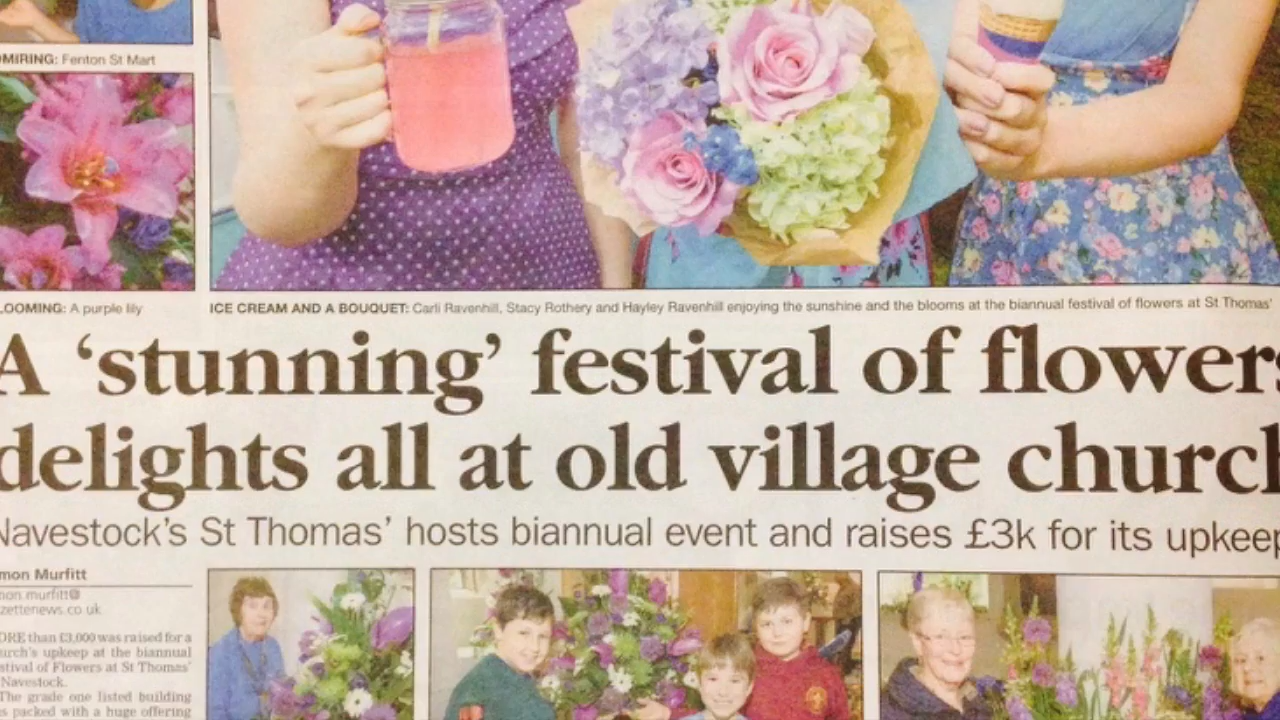 MIRING: Fenton St Mart
LOOMING: A purple lily
ICE CREAM AND A BOUQUET: Carli Ravenhill, Stacy Rothery and Hayley Ravenhill enjoying the sunshine and the blooms at the biannual festival of flowers at St Thomas'
A ‘stunning’ festival of flowers
delights all at old village church
Navestock’s St Thomas’ hosts biannual event and raises £3k for its upkeep
mon Murfitt
mon.murfitt@
zettenews.co.uk
ORE than £3,000 was raised for a
urch's upkeep at the biannual
stival of Flowers at St Thomas'
Navestock.
The grade one listed building
s packed with a huge offering